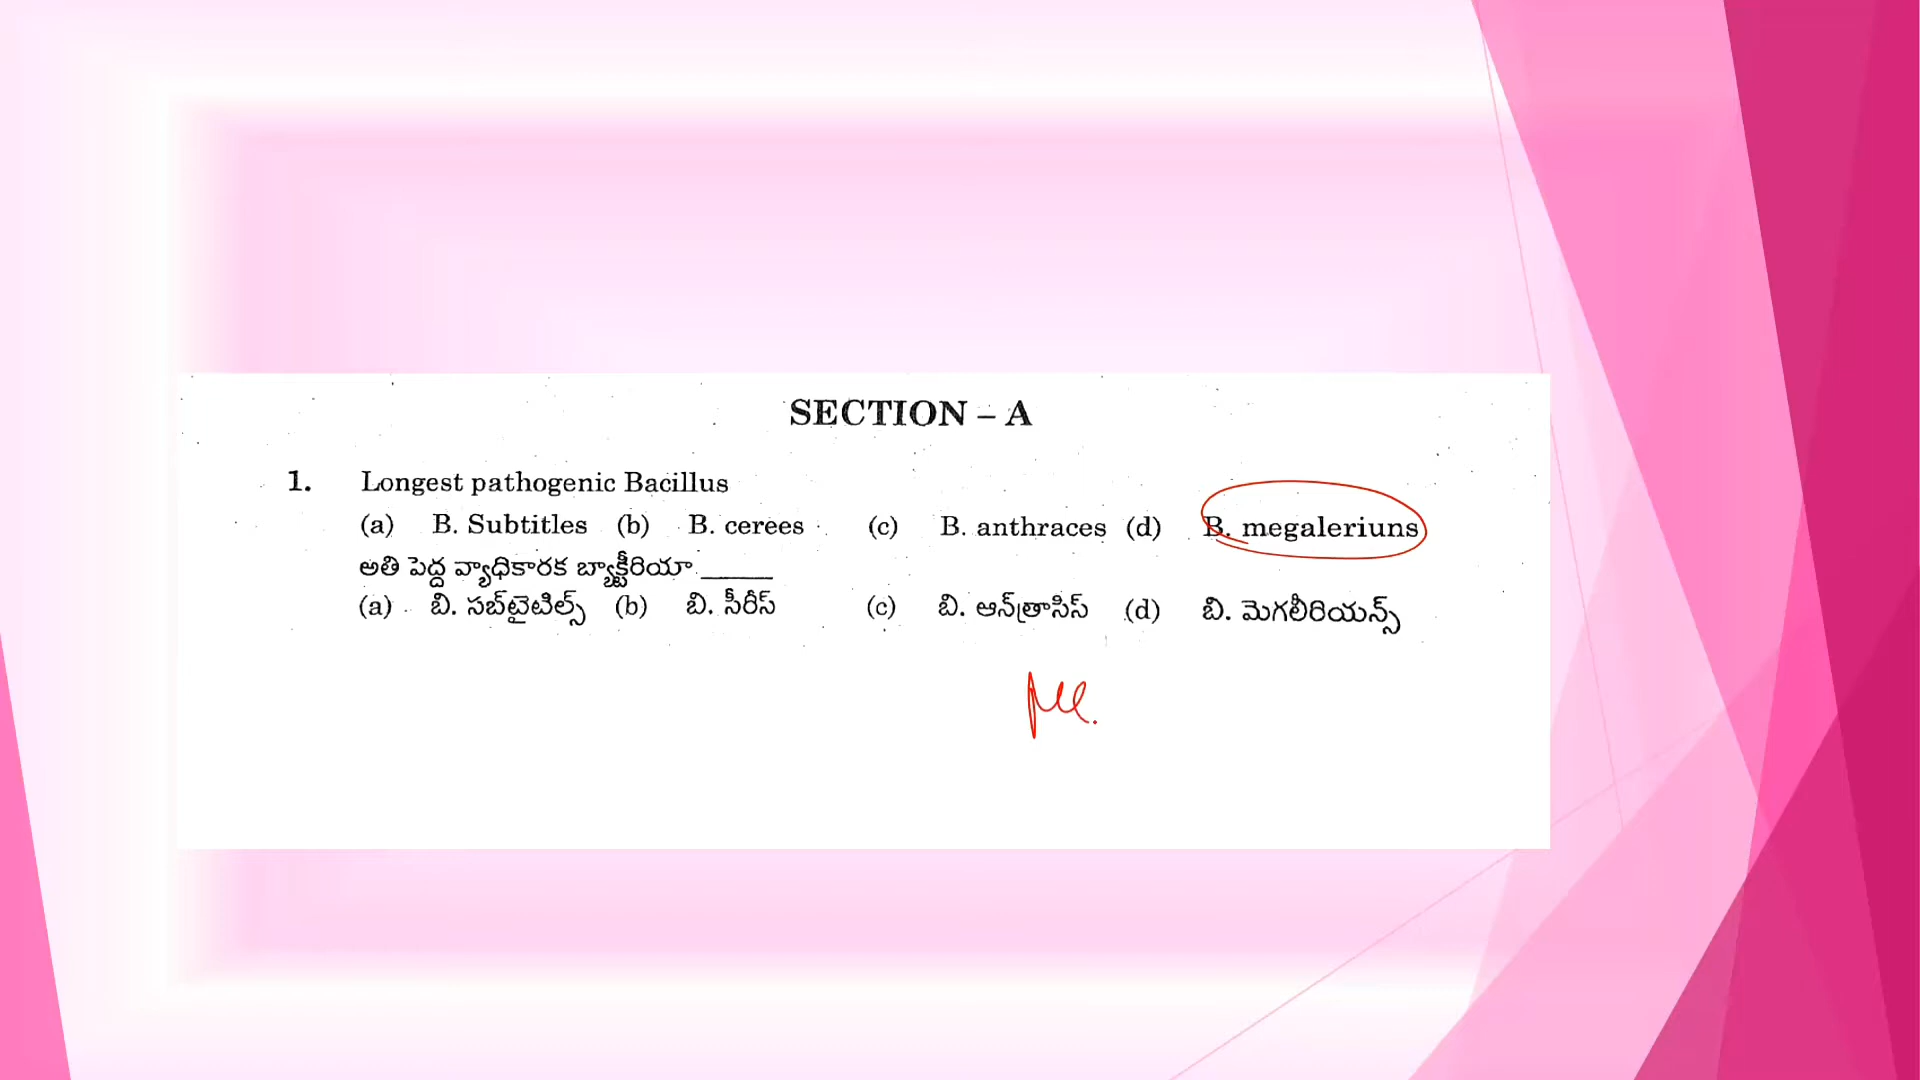 SECTION – A
1. Longest pathogenic Bacillus
(a) B. Subtitles (b) B. cerees (c) B. anthraces (d) B. megaleriuns
అతి పెద్ద వ్యాధికారక బ్యాక్టీరియా ______
(a) బి. సబ్‌టైటిల్స్ (b) బి. సీరీస్ (c) బి. ఆన్‌త్రాసిస్ (d) బి. మెగలీరియన్స్